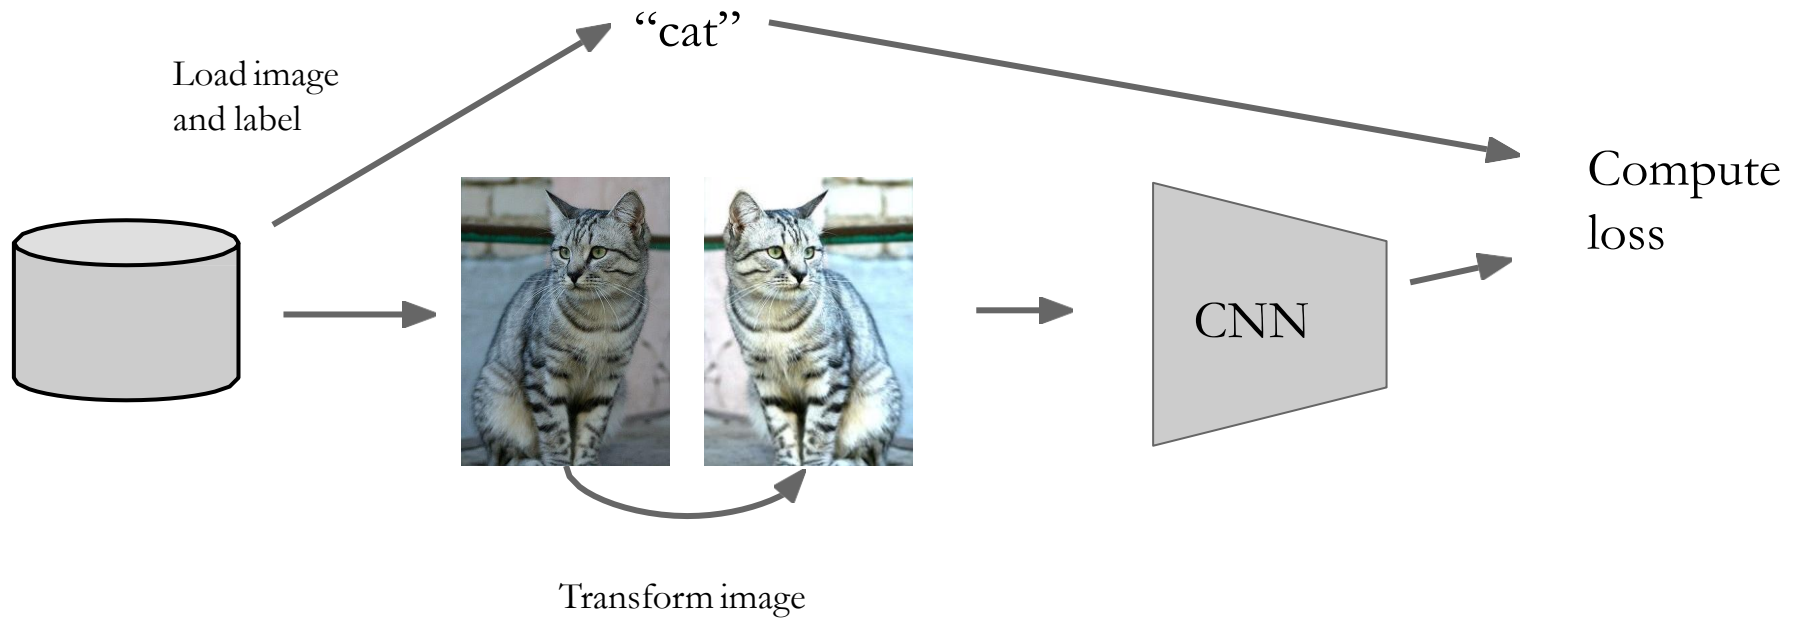 “cat”
Load image
and label
Compute
loss
CNN
Transform image